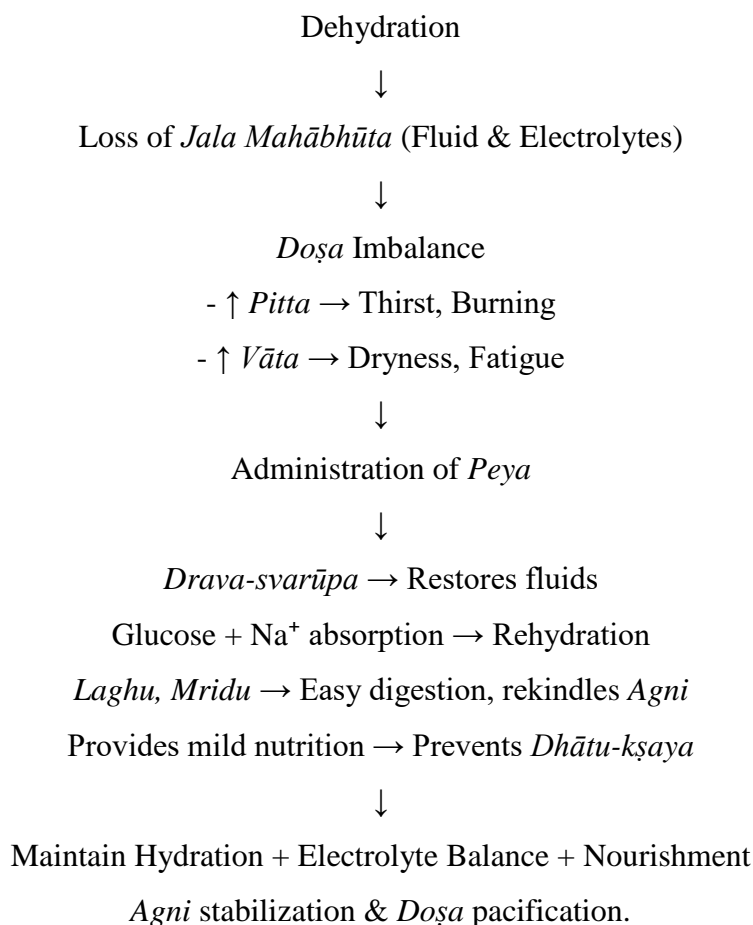 Dehydration
↓
Loss of Jala Mahābhūta (Fluid & Electrolytes)
↓
Doṣa Imbalance
- ↑ Pitta → Thirst, Burning
- ↑ Vāta → Dryness, Fatigue
↓
Administration of Peya
↓
Drava-svarūpa → Restores fluids
Glucose + Na⁺ absorption → Rehydration
Laghu, Mridu → Easy digestion, rekindles Agni
Provides mild nutrition → Prevents Dhātu-kṣaya
↓
Maintain Hydration + Electrolyte Balance + Nourishment
Agni stabilization & Doṣa pacification.